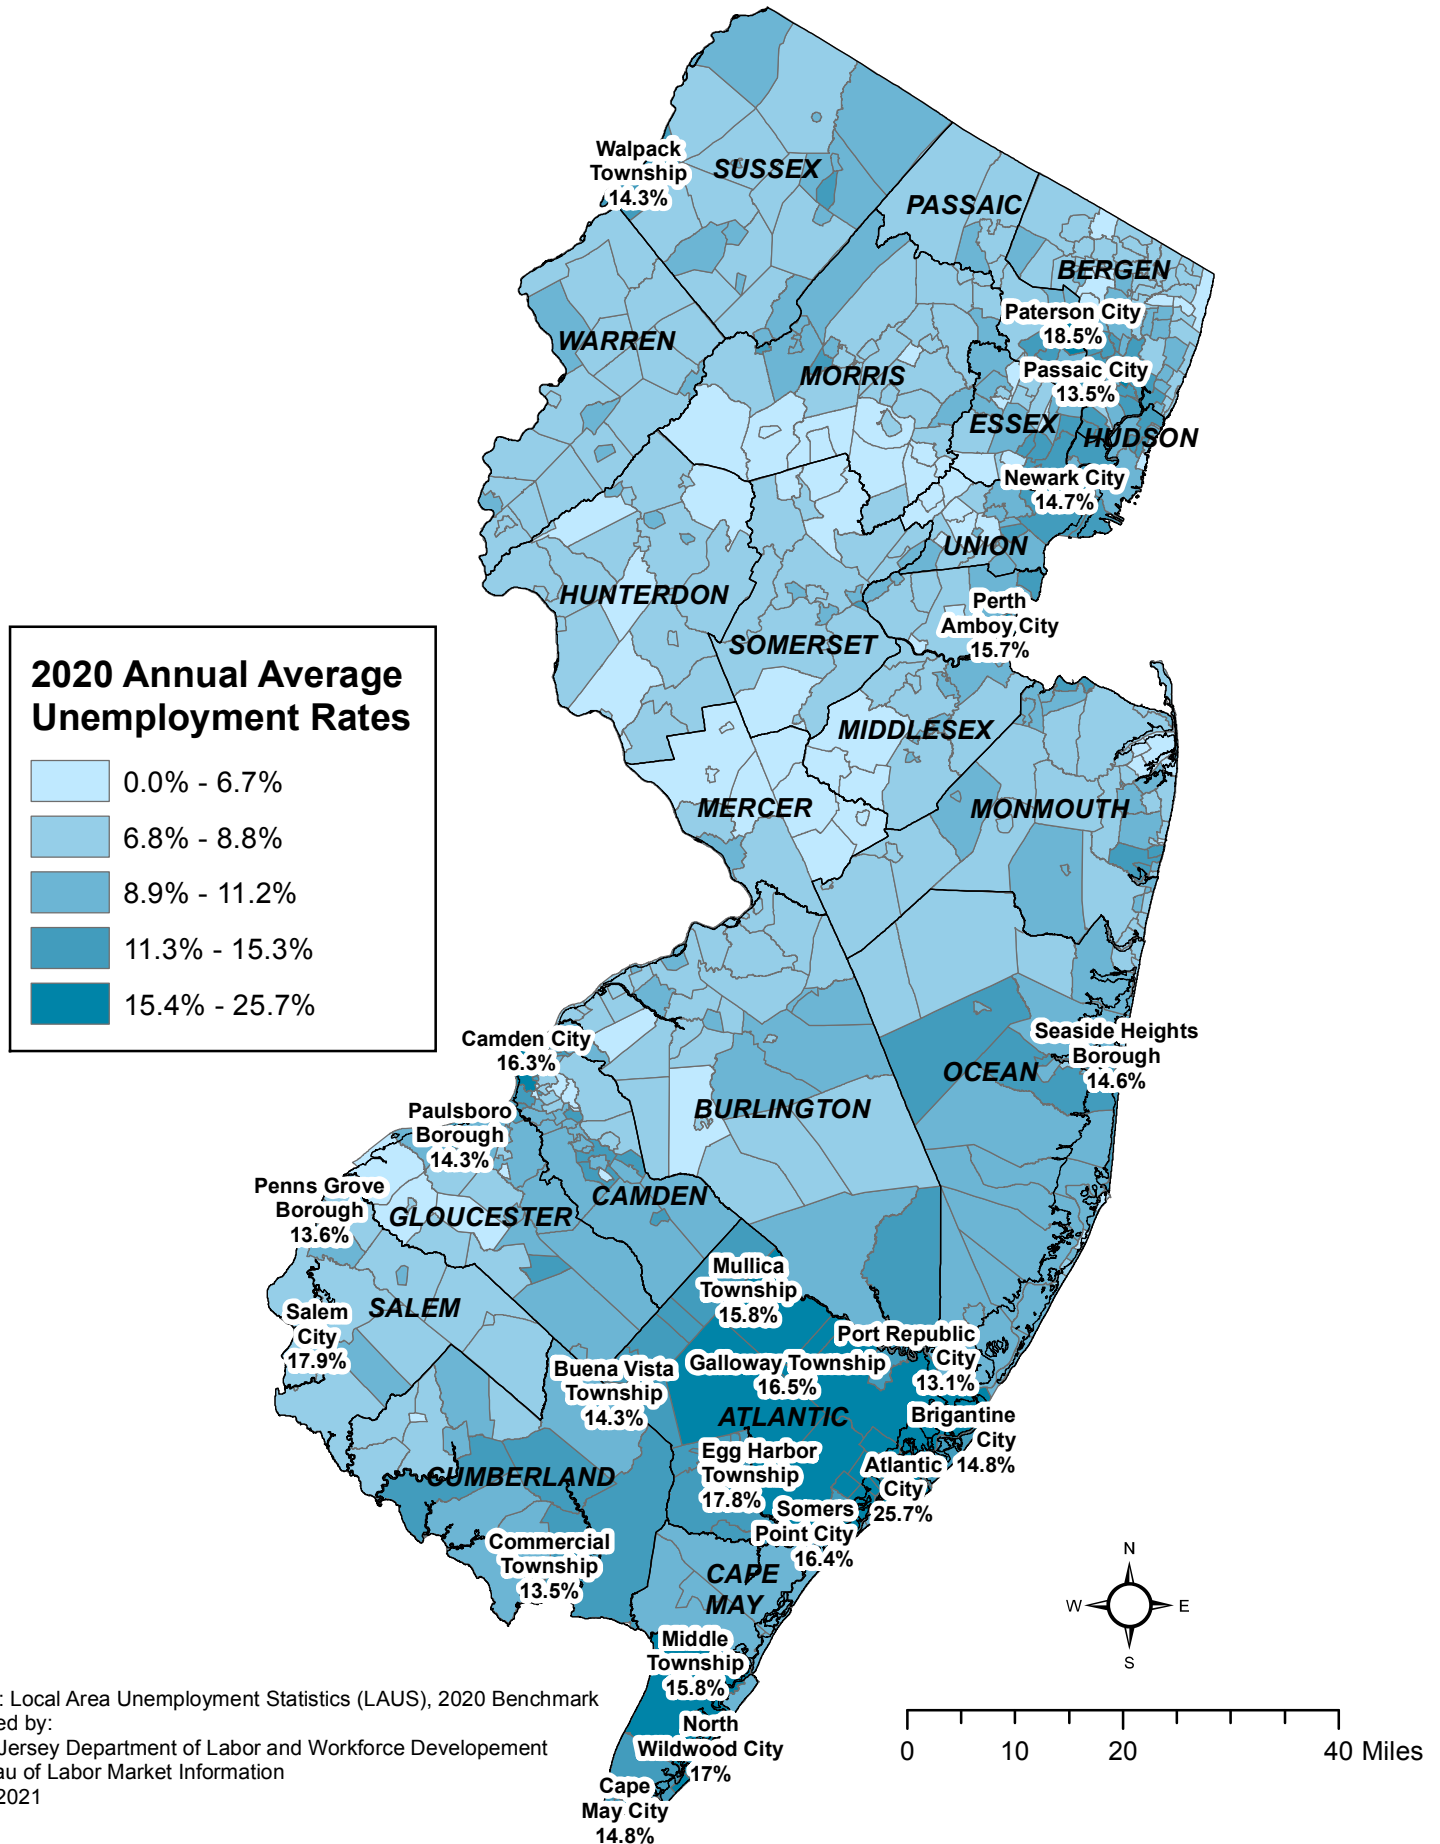 Walpack
Township
14.3%
SUSSEX
PASSAIC
BERGEN
Paterson City
18.5%
WARREN
Passaic City
13.5%
MORRIS
ESSEX
HUDSON
Newark City
14.7%
UNION
HUNTERDON
Perth
Amboy City
15.7%
SOMERSET
2020 Annual Average
Unemployment Rates
0.0% - 6.7%
6.8% - 8.8%
8.9% - 11.2%
11.3% - 15.3%
15.4% - 25.7%
MIDDLESEX
MERCER
MONMOUTH
Camden City
16.3%
Seaside Heights
Borough
14.6%
OCEAN
Paulsboro
Borough
14.3%
BURLINGTON
Penns Grove
Borough
13.6%
CAMDEN
GLOUCESTER
Mullica
Township
15.8%
Salem
City
17.9%
SALEM
Port Republic
City
13.1%
Buena Vista
Township
14.3%
Galloway Township
16.5%
ATLANTIC
Brigantine
City
14.8%
Egg Harbor
Township
17.8%
Atlantic
City
25.7%
CUMBERLAND
Somers
Point City
16.4%
Commercial
Township
13.5%
CAPE
MAY
N
W
E
S
Middle
Township
15.8%
North
Wildwood City
17%
Cape
May City
14.8%
: Local Area Unemployment Statistics (LAUS), 2020 Benchmark
ed by:
Jersey Department of Labor and Workforce Developement
au of Labor Market Information
2021
0 10 20 40 Miles